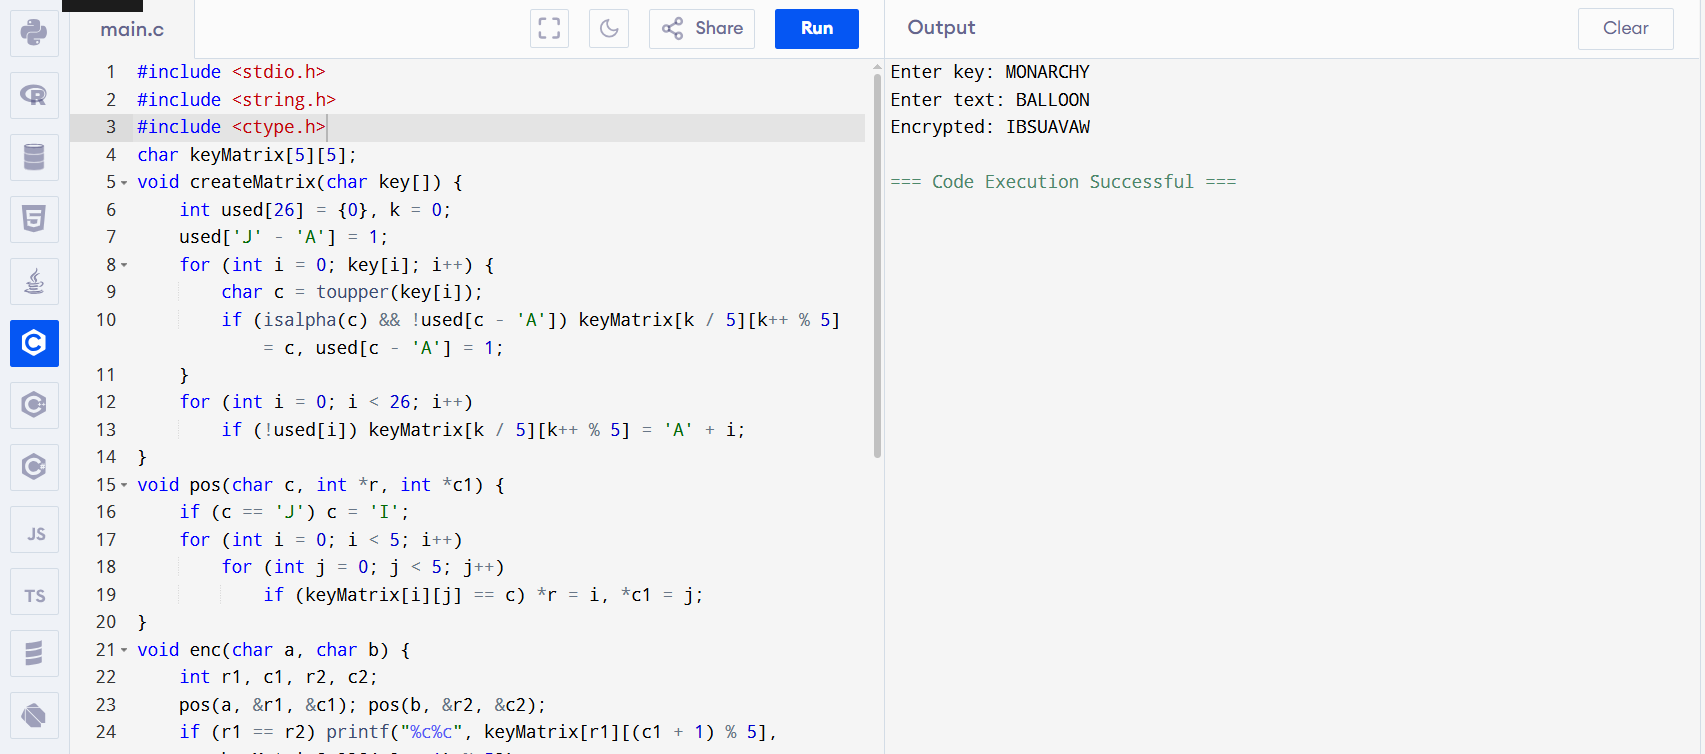 main.c
Share
Run
Output
Clear
1 #include <stdio.h>
2 #include <string.h>
3 #include <ctype.h>
4 char keyMatrix[5][5];
5 void createMatrix(char key[]) {
6 int used[26] = {0}, k = 0;
7 used['J' - 'A'] = 1;
8 for (int i = 0; key[i]; i++) {
9 char c = toupper(key[i]);
10 if (isalpha(c) && !used[c - 'A']) keyMatrix[k / 5][k++ % 5]
= c, used[c - 'A'] = 1;
11 }
12 for (int i = 0; i < 26; i++)
13 if (!used[i]) keyMatrix[k / 5][k++ % 5] = 'A' + i;
14 }
15 void pos(char c, int *r, int *c1) {
16 if (c == 'J') c = 'I';
17 for (int i = 0; i < 5; i++)
18 for (int j = 0; j < 5; j++)
19 if (keyMatrix[i][j] == c) *r = i, *c1 = j;
20 }
21 void enc(char a, char b) {
22 int r1, c1, r2, c2;
23 pos(a, &r1, &c1); pos(b, &r2, &c2);
24 if (r1 == r2) printf("%c%c", keyMatrix[r1][(c1 + 1) % 5],
Enter key: MONARCHY
Enter text: BALLOON
Encrypted: IBSUAVAW
=== Code Execution Successful ===
JS
TS